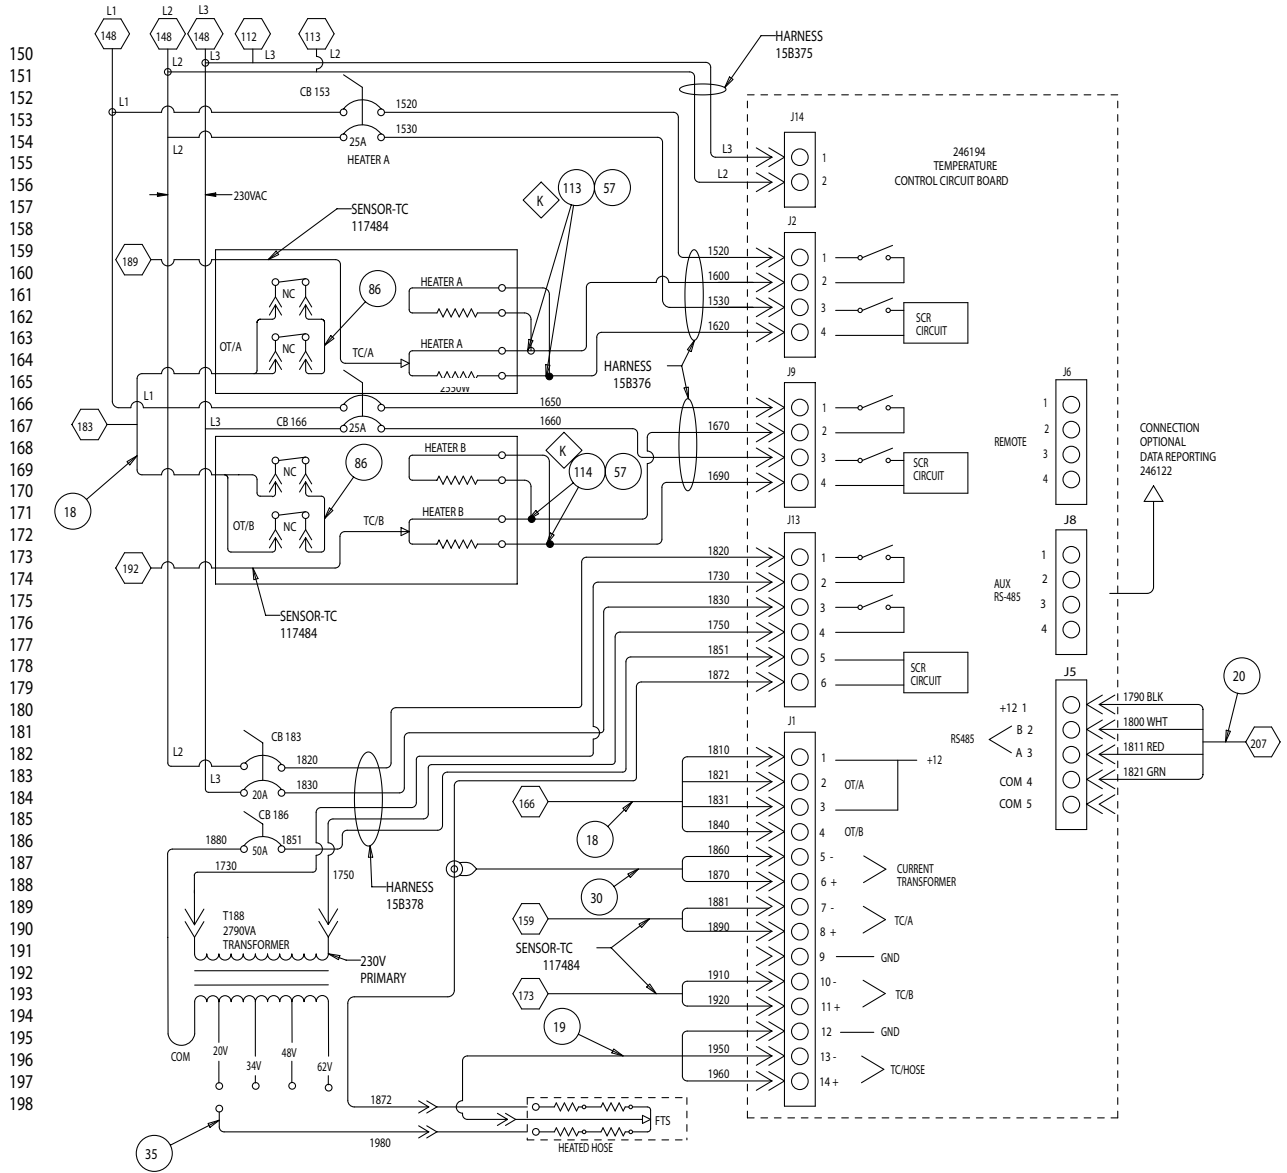 L1
L2
L3
148
148
148
112
113
L3
L2
L2
L3
HARNESS
15B375
150
151
152
153
154
155
156
157
158
159
160
161
162
163
164
165
166
167
168
169
170
171
172
173
174
175
176
177
178
179
180
181
182
183
184
185
186
187
188
189
190
191
192
193
194
195
196
197
198
CB 153
L1
1520
1530
25A
L2
HEATER A
230VAC
SENSOR-TC
117484
K
113
57
189
NC
NC
86
OT/A
TC/A
HEATER A
HEATER A
2550W
L1
1650
L3
CB 166
25A
1660
183
18
HEATER B
HEATER B
NC
NC
86
OT/B
TC/B
K
114
57
192
SENSOR-TC
117484
HARNESS
15B376
246194
TEMPERATURE
CONTROL CIRCUIT BOARD
J14
L3
1
L2
2
J2
1520
1
1600
2
1530
3
1620
4
SCR
CIRCUIT
J9
1
1670
2
3
1690
4
SCR
CIRCUIT
J13
1820
1
1730
2
1830
3
1750
4
1851
5
1872
6
SCR
CIRCUIT
J6
REMOTE
1
2
3
4
CONNECTION
OPTIONAL
DATA REPORTING
246122
J8
AUX
RS-485
1
2
3
4
J5
+12 1
1790 BLK
B 2
1800 WHT
RS485
A 3
1811 RED
COM 4
1821 GRN
COM 5
20
207
CB 183
L2
1820
L3
20A
1830
CB 186
1880
50A
1851
1730
1750
HARNESS
15B378
T188
2790VA
TRANSFORMER
230V
PRIMARY
COM
20V
34V
48V
62V
35
1872
1980
FTS
HEATED HOSE
J1
1810
1
+12
1821
2
OT/A
1831
3
1840
4
OT/B
1860
5 -
1870
6 +
CURRENT
TRANSFORMER
1881
7 -
1890
8 +
TC/A
9
GND
1910
10 -
1920
11 +
TC/B
12
GND
1950
13 -
1960
14 +
TC/HOSE
166
18
30
159
SENSOR-TC
117484
173
19